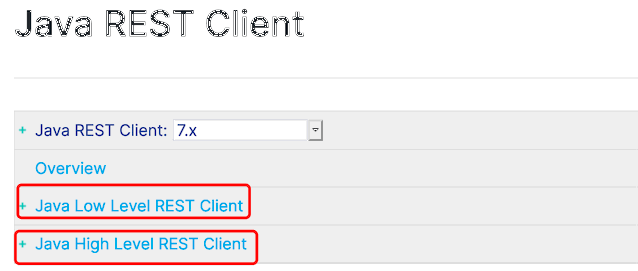 Java REST Client
+ Java REST Client: 7.x
Overview
+ Java Low Level REST Client
+ Java High Level REST Client